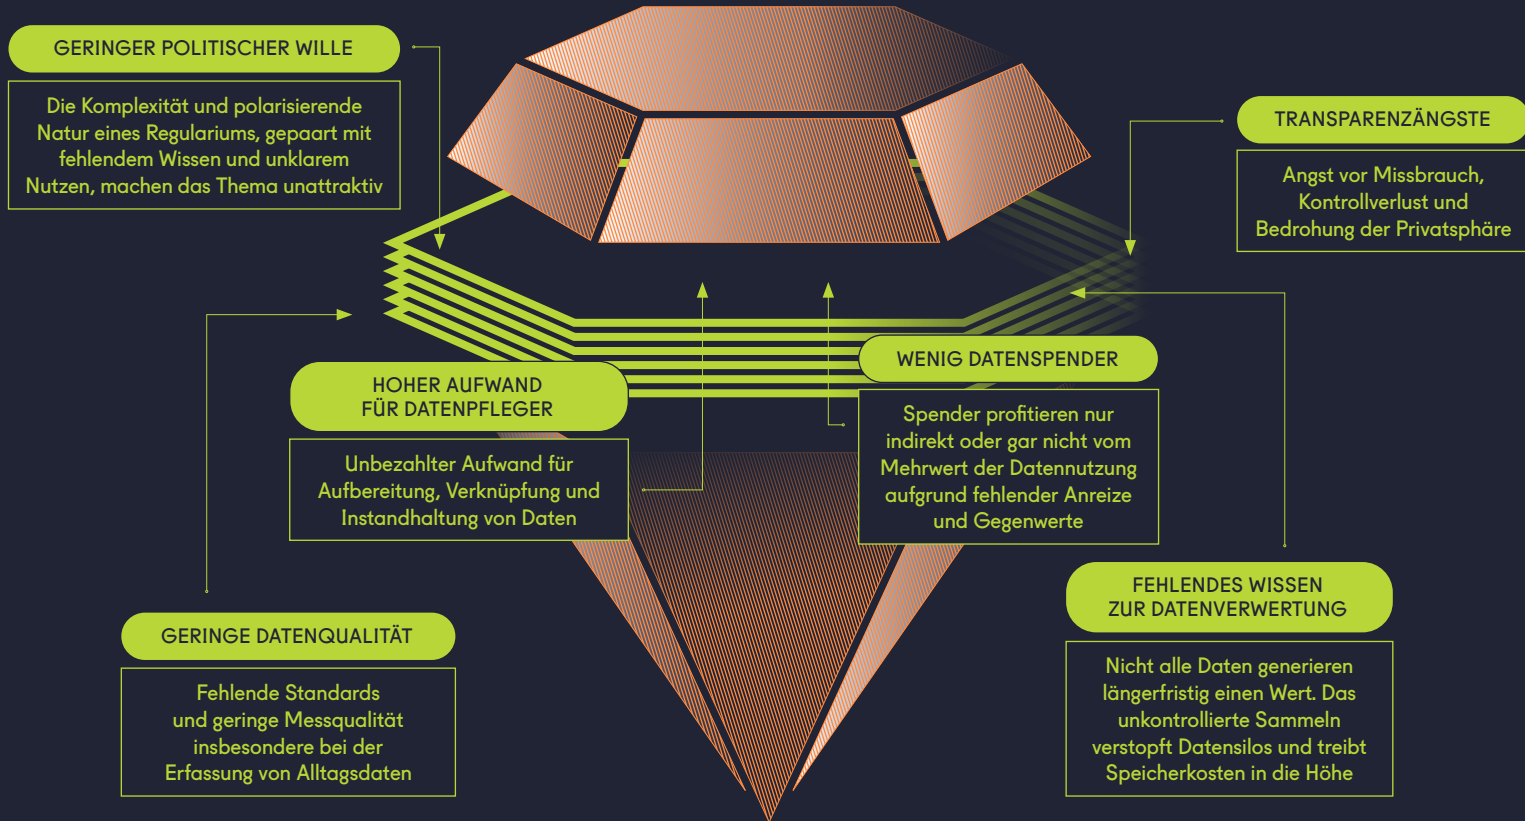 GERINGER POLITISCHER WILLE
Die Komplexität und polarisierende
Natur eines Regulariums, gepaart mit
fehlendem Wissen und unklarem
Nutzen, machen das Thema unattraktiv
TRANSPARENZÄNGSTE
Angst vor Missbrauch,
Kontrollverlust und
Bedrohung der Privatsphäre
HOHER AUFWAND
FÜR DATENPFLEGER
Unbezahlter Aufwand für
Aufbereitung, Verknüpfung und
Instandhaltung von Daten
WENIG DATENSPENDER
Spender profitieren nur
indirekt oder gar nicht vom
Mehrwert der Datennutzung
aufgrund fehlender Anreize
und Gegenwerte
GERINGE DATENQUALITÄT
Fehlende Standards
und geringe Messqualität
insbesondere bei der
Erfassung von Alltagsdaten
FEHLENDES WISSEN
ZUR DATENVERWERTUNG
Nicht alle Daten generieren
längerfristig einen Wert. Das
unkontrollierte Sammeln
verstopft Datensilos und treibt
Speicherkosten in die Höhe